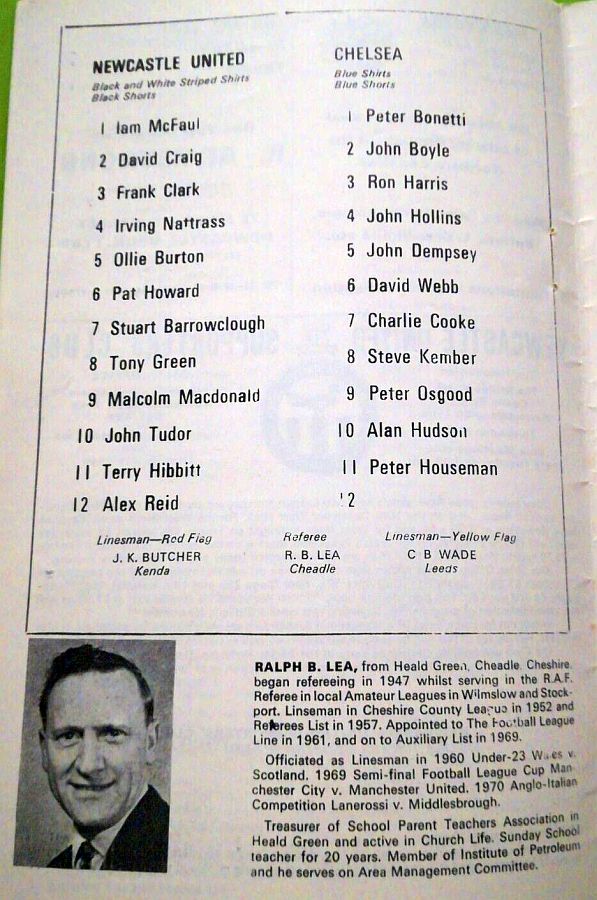 NEWCASTLE UNITED
Black and White Striped Shirts
Black Shorts
1 Iam McFaul
2 David Craig
3 Frank Clark
4 Irving Nattrass
5 Ollie Burton
6 Pat Howard
7 Stuart Barrowclough
8 Tony Green
9 Malcolm Macdonald
10 John Tudor
11 Terry Hibbitt
12 Alex Reid
CHELSEA
Blue Shirts
Blue Shorts
Peter Bonetti
2 John Boyle
3 Ron Harris
4 John Hollins
5 John Dempsey
6 David Webb
7 Charlie Cooke
8 Steve Kember
9 Peter Osgood
10 Alan Hudson
11 Peter Houseman
12
Linesman—Red Flag
J. K. BUTCHER
Kenda
Referee
R. B. LEA
Cheadle
Linesman—Yellow Flag
C B WADE
Leeds
RALPH B. LEA, from Heald Green, Cheadle, Cheshire,
began refereeing in 1947 whilst serving in the R.A.F.
Referee in local Amateur Leagues in Wilmslow and Stock-
port. Linseman in Cheshire County League in 1952 and
Referees List in 1957. Appointed to The Football League
Line in 1961, and on to Auxiliary List in 1969.
Officiated as Linesman in 1960 Under-23 Wales v.
Scotland. 1969 Semi-final Football League Cup Man
chester City v. Manchester United. 1970 Anglo-Italian
Competition Lanerossi v. Middlesbrough.
Treasurer of School Parent Teachers Association in
Heald Green and active in Church Life. Sunday School
teacher for 20 years. Member of Institute of Petroleum
and he serves on Area Management Committee.